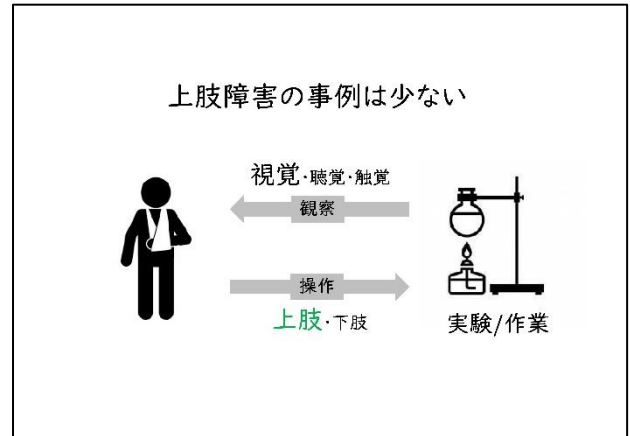 上肢障害の事例は少ない
視覚・聴覚・触覚
観察
操作
上肢・下肢
実験/作業